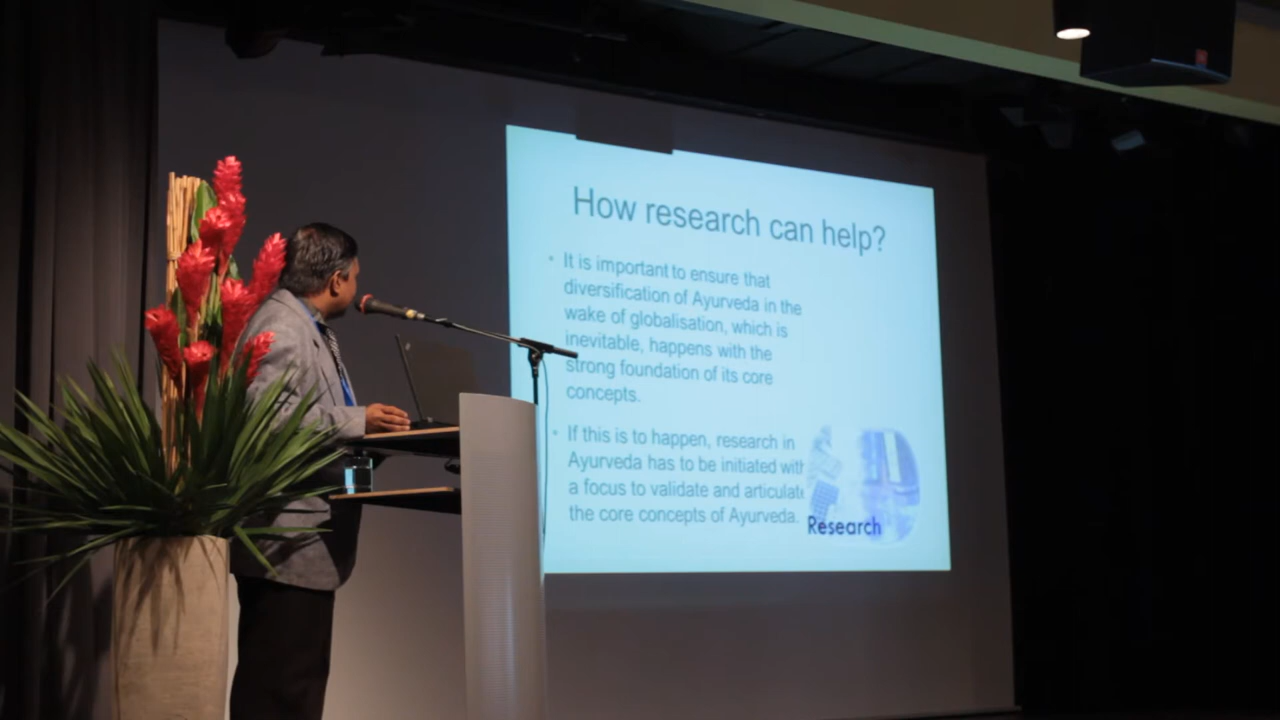 How research can help?
• It is important to ensure that
diversification of Ayurveda in the
wake of globalisation, which is
inevitable, happens with the
strong foundation of its core
concepts.
• If this is to happen, research in
Ayurveda has to be initiated with
a focus to validate and articulate
the core concepts of Ayurveda.
Research